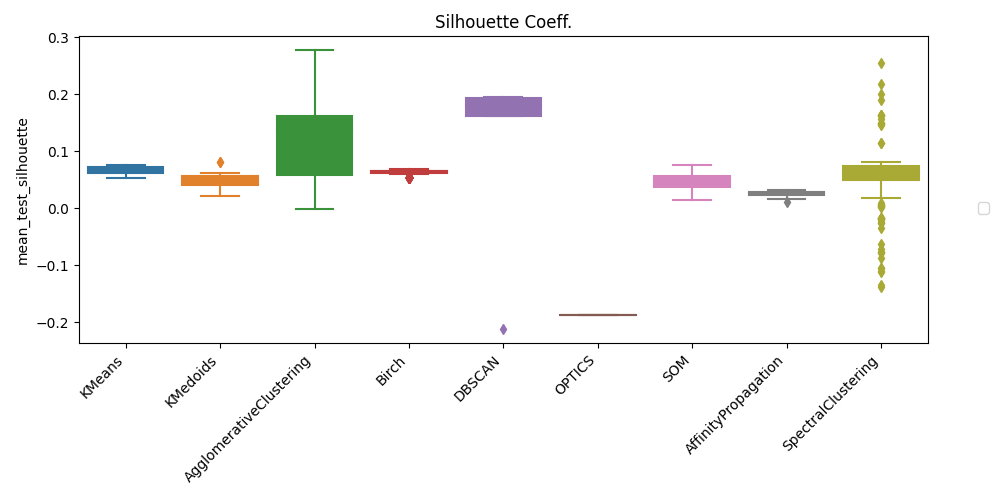 Silhouette Coeff.
mean_test_silhouette
0.3
0.2
0.1
0.0
−0.1
−0.2
KMeans
KMedoids
AgglomerativeClustering
Birch
DBSCAN
OPTICS
SOM
AffinityPropagation
SpectralClustering